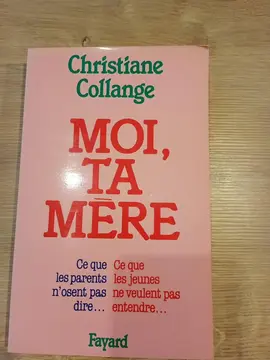 Christiane
Collange
MOI,
TA
MÈRE
Ce que
les parents
n'osent pas
dire...
Ce que
les jeunes
ne veulent pas
entendre...
Fayard